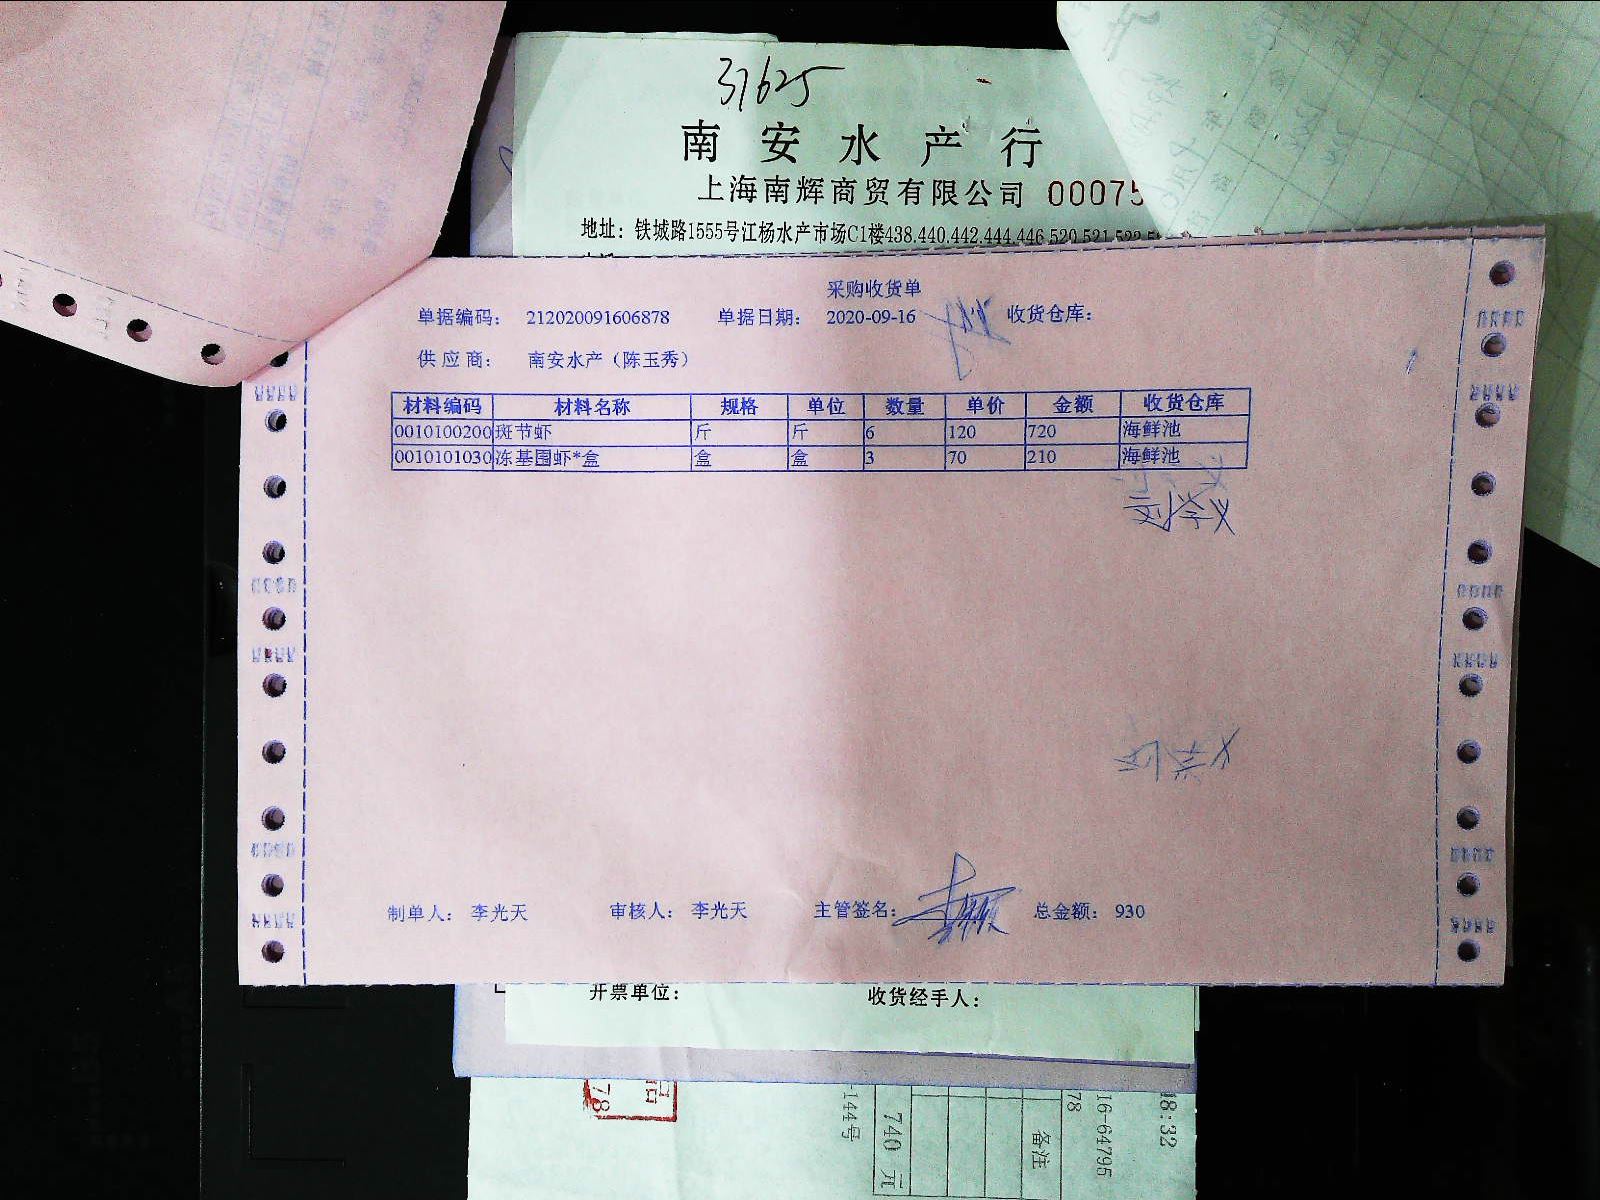 37625
南安水产行
上海南辉商贸有限公司 00075
地址：铁城路1555号江杨水产市场C1楼438.440.442.444.446.520.521.522
采购收货单
单据编码： 212020091606878 单据日期： 2020-09-16 收货仓库：
供应商： 南安水产（陈玉秀）
材料编码 材料名称 规格 单位 数量 单价 金额 收货仓库
0010100200 斑节虾 斤 斤 6 120 720 海鲜池
0010101030 冻基围虾*盒 盒 盒 3 70 210 海鲜池
制单人： 李光天 审核人： 李光天 主管签名： 总金额： 930
开票单位： 收货经手人：
78
144号
740 元
备注
78
16-64795
18:32